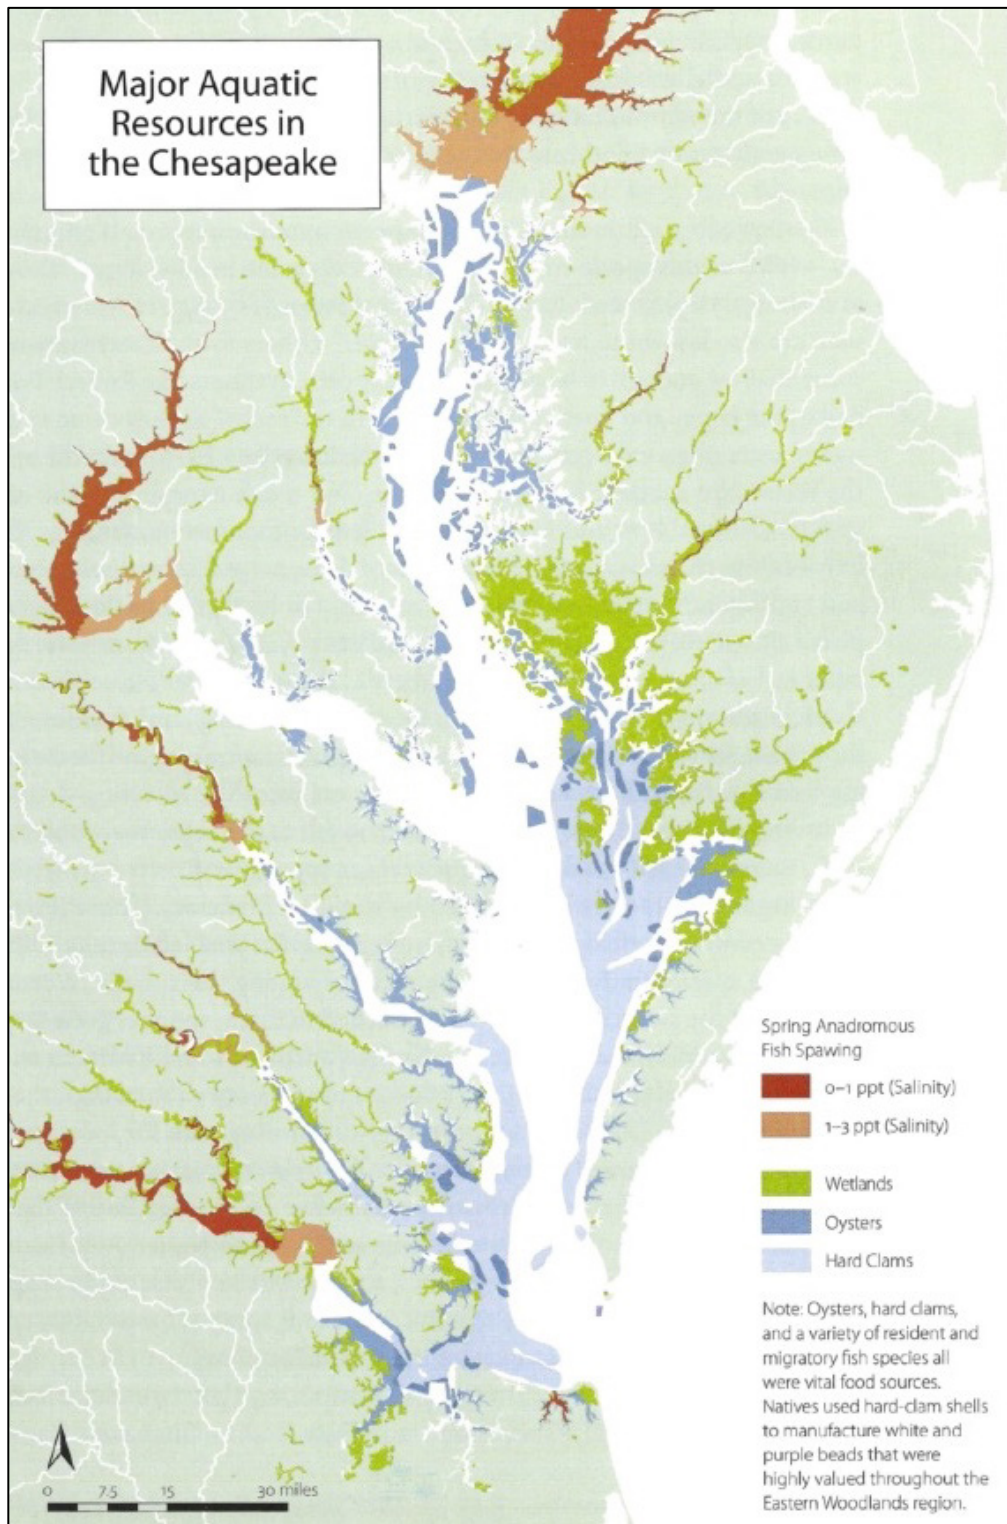 Major Aquatic
Resources in
the Chesapeake
Spring Anadromous
Fish Spawing
0–1 ppt (Salinity)
1–3 ppt (Salinity)
Wetlands
Oysters
Hard Clams
Note: Oysters, hard clams,
and a variety of resident and
migratory fish species all
were vital food sources.
Natives used hard-clam shells
to manufacture white and
purple beads that were
highly valued throughout the
Eastern Woodlands region.
0 7.5 15 30 miles